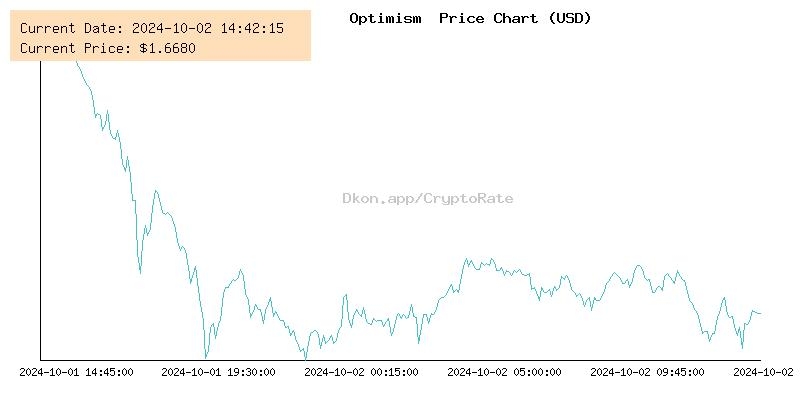 Optimism Price Chart (USD)
Current Date: 2024-10-02 14:42:15
Current Price: $1.6680
Dkon.app/CryptoRate
2024-10-01 14:45:00 2024-10-01 19:30:00 2024-10-02 00:15:00 2024-10-02 05:00:00 2024-10-02 09:45:00 2024-10-02